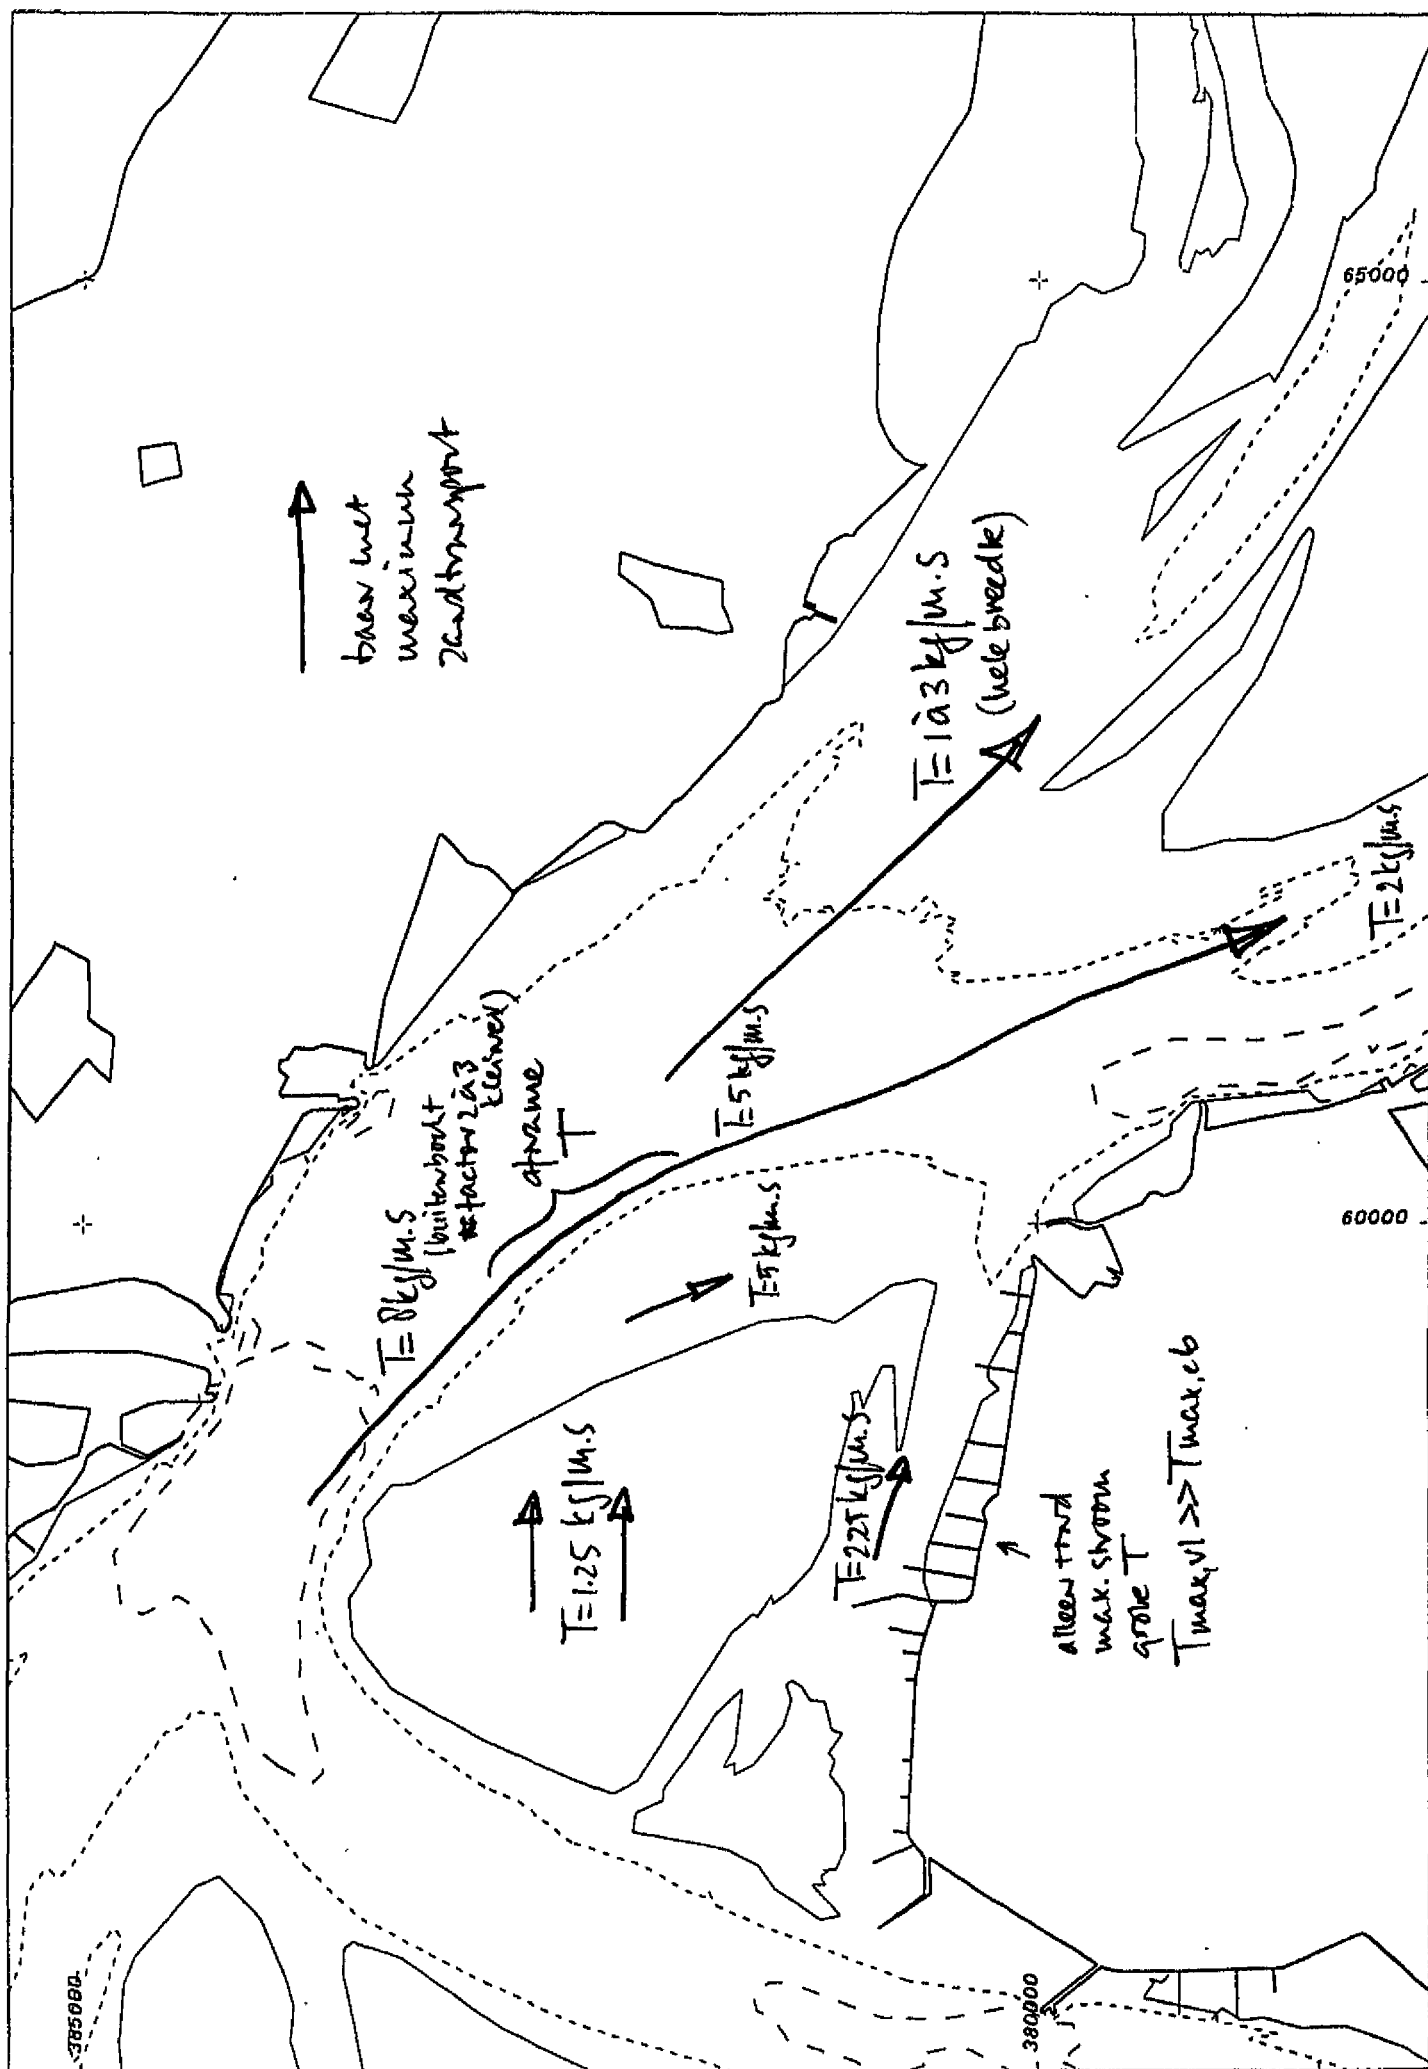 baan met
maximum
zandtransport
T=8 kg/m.s
(buitenbocht
factor 2 à 3
kleiner)
afname
T
T=5 kg/m.s
T=1 à 3 kg/m.s
(hele breedte)
T=2 kg/m.s
T=5 kg/m.s
T=1.25 kg/m.s
T=2.25 kg/m.s
alleen rond
max. stroom
grote T
Tmax,vl >> Tmax,eb
385000
380000
60000
65000